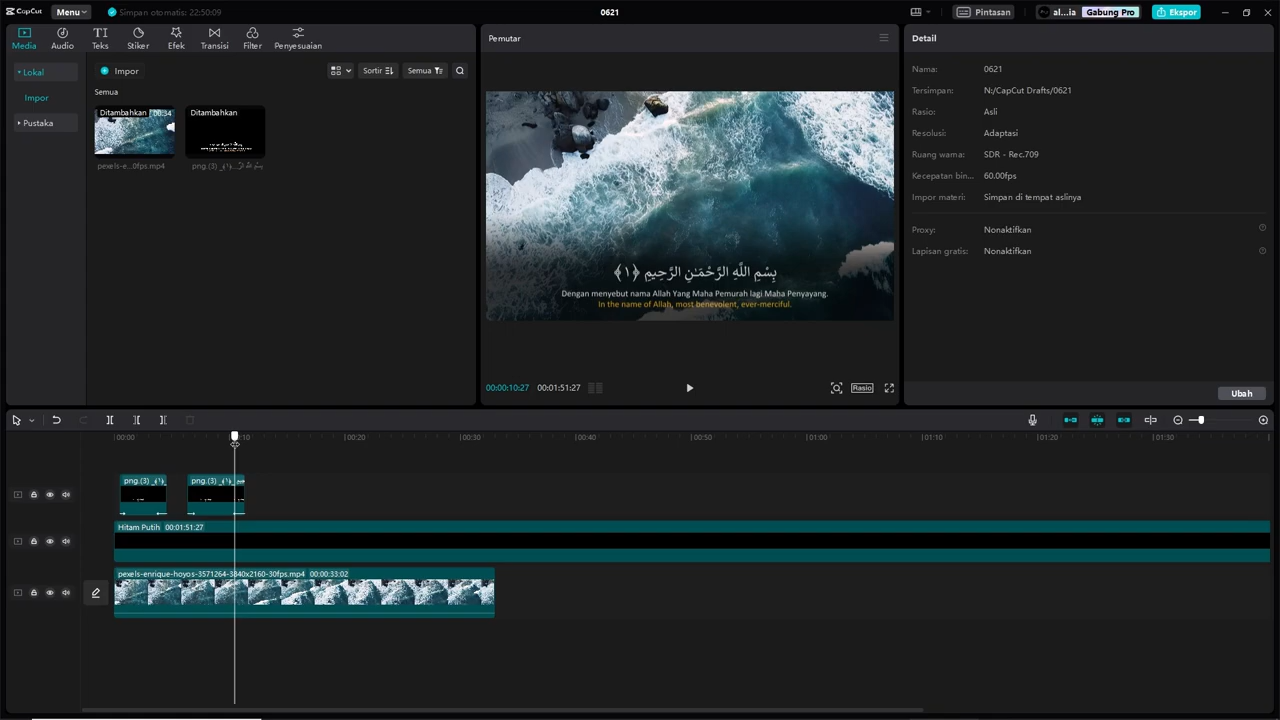 CapCut
Menu
Simpan otomatis: 22:50:09
0621
Pintasan
al...ia
Gabung Pro
Ekspor
Media
Audio
Teks
Stiker
Efek
Transisi
Filter
Penyesuaian
Lokal
Impor
Pustaka
Impor
Sortir
Semua
Semua
Ditambahkan
00:34
Ditambahkan
pexels-e...0fps.mp4
Pemutar
بِسْمِ اللَّهِ الرَّحْمَـٰنِ الرَّحِيمِ ﴿١﴾
Dengan menyebut nama Allah Yang Maha Pemurah lagi Maha Penyayang.
In the name of Allah, most benevolent, ever-merciful.
00:00:10:27
00:01:51:27
Rasio
Detail
Nama: 0621
Tersimpan: N:/CapCut Drafts/0621
Rasio: Asli
Resolusi: Adaptasi
Ruang warna: SDR - Rec.709
Kecepatan bin... 60.00fps
Impor materi: Simpan di tempat aslinya
Proxy: Nonaktifkan
Lapisan gratis: Nonaktifkan
Ubah
00:00
00:20
00:30
00:40
00:50
01:00
01:10
01:20
01:30
Hitam Putih 00:01:51:27
pexels-enrique-hoyos-3571264-3840x2160-30fps.mp4 00:00:33:02